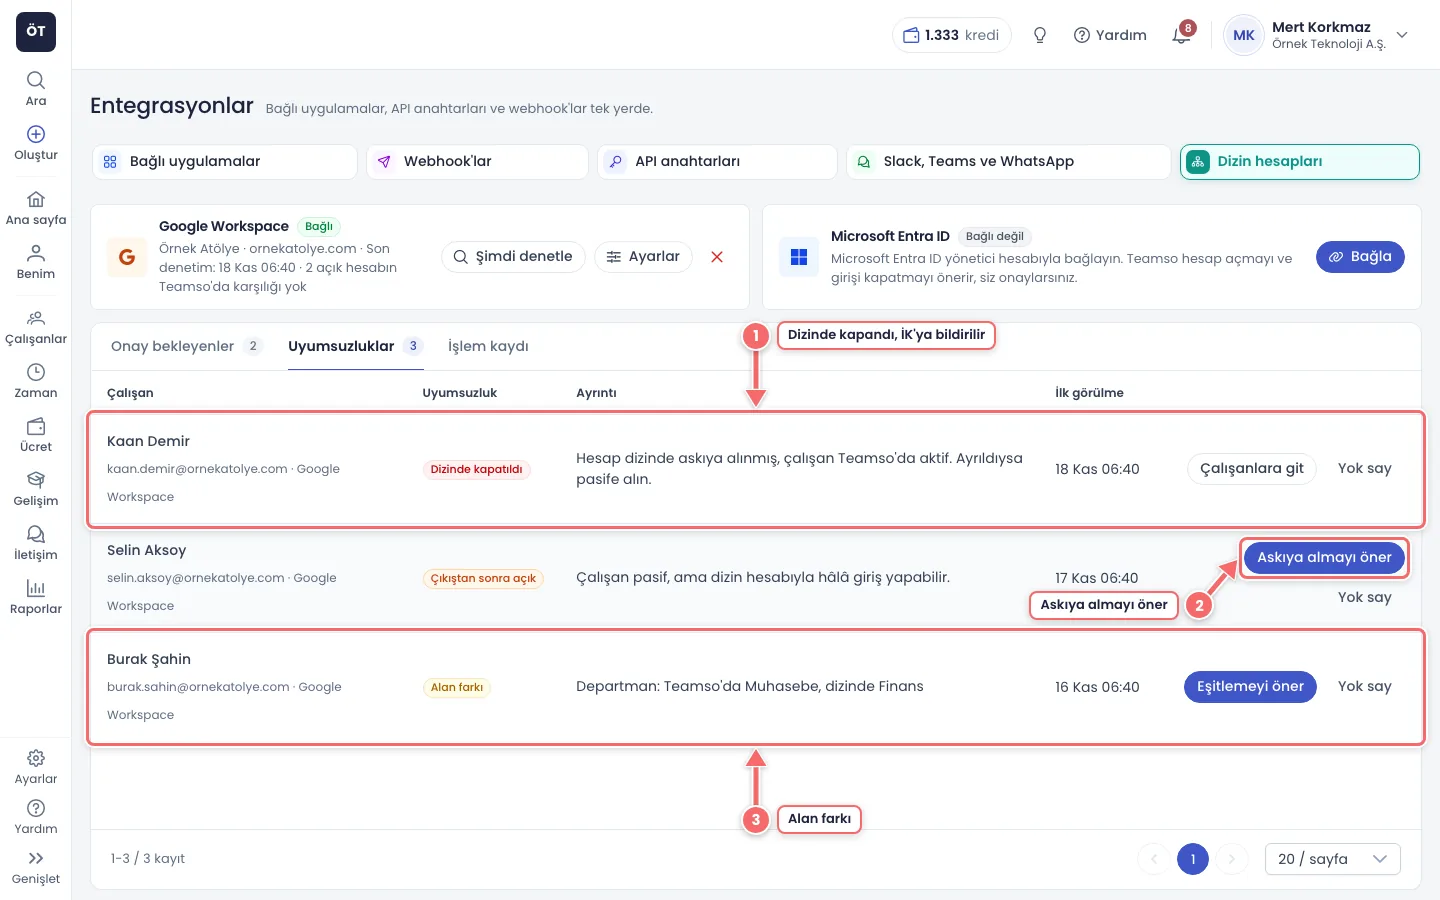 ÖT
Ara
Oluştur
Ana sayfa
Benim
Çalışanlar
Zaman
Ücret
Gelişim
İletişim
Raporlar
Ayarlar
Yardım
Genişlet
1.333 kredi
Yardım
8
MK
Mert Korkmaz
Örnek Teknoloji A.Ş.
Entegrasyonlar
Bağlı uygulamalar, API anahtarları ve webhook'lar tek yerde.
Bağlı uygulamalar
Webhook'lar
API anahtarları
Slack, Teams ve WhatsApp
Dizin hesapları
G
Google Workspace Bağlı
Örnek Atölye · ornekatolye.com · Son
denetim: 18 Kas 06:40 · 2 açık hesabın
Teamso'da karşılığı yok
Şimdi denetle
Ayarlar
Microsoft Entra ID Bağlı değil
Microsoft Entra ID yönetici hesabıyla bağlayın. Teamso hesap açmayı ve
girişi kapatmayı önerir, siz onaylarsınız.
Bağla
Onay bekleyenler 2
Uyumsuzluklar 3
İşlem kaydı
1
Dizinde kapandı, İK'ya bildirilir
Çalışan
Uyumsuzluk
Ayrıntı
İlk görülme
Kaan Demir
kaan.demir@ornekatolye.com · Google
Workspace
Dizinde kapatıldı
Hesap dizinde askıya alınmış, çalışan Teamso'da aktif. Ayrıldıysa
pasife alın.
18 Kas 06:40
Çalışanlara git
Yok say
Selin Aksoy
selin.aksoy@ornekatolye.com · Google
Workspace
Çıkıştan sonra açık
Çalışan pasif, ama dizin hesabıyla hâlâ giriş yapabilir.
17 Kas 06:40
Askıya almayı öner
Yok say
Askıya almayı öner
2
Burak Şahin
burak.sahin@ornekatolye.com · Google
Workspace
Alan farkı
Departman: Teamso'da Muhasebe, dizinde Finans
16 Kas 06:40
Eşitlemeyi öner
Yok say
3
Alan farkı
1-3 / 3 kayıt
1
20 / sayfa